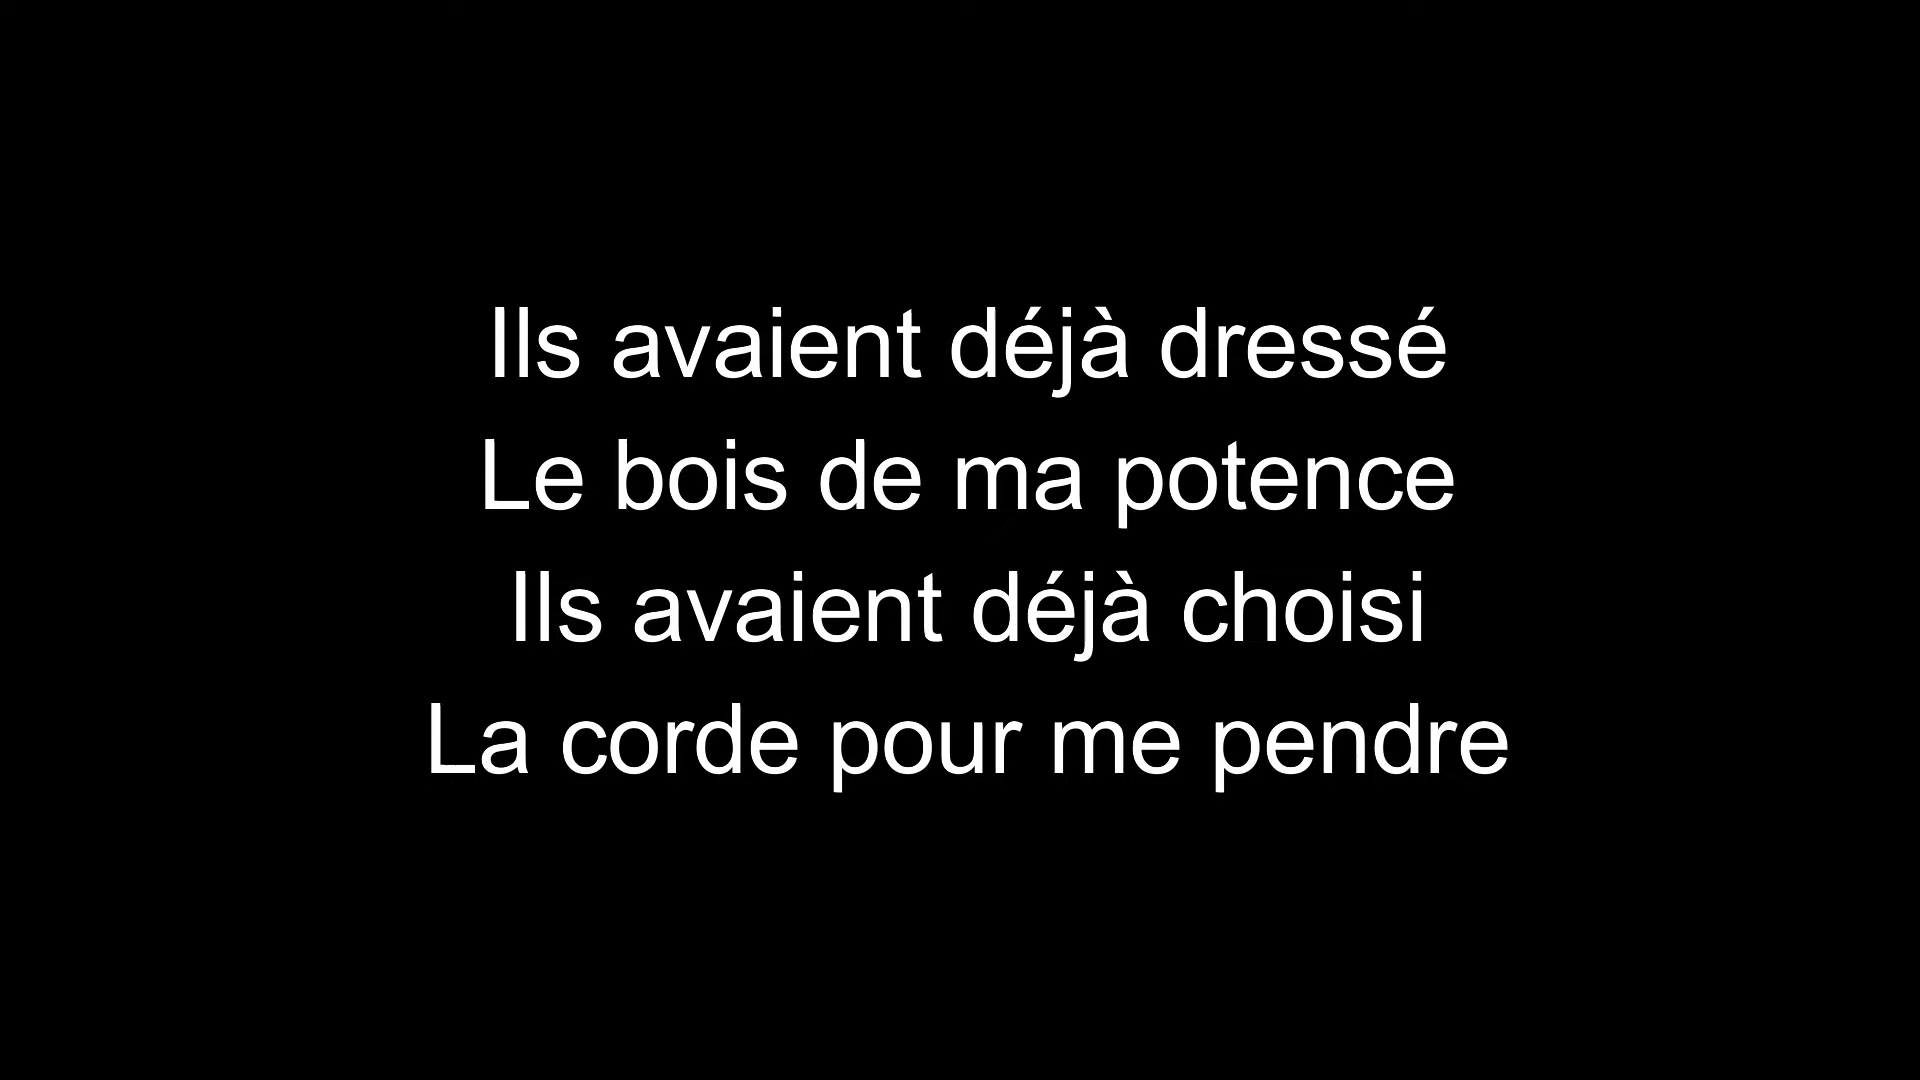 Ils avaient déjà dressé
Le bois de ma potence
Ils avaient déjà choisi
La corde pour me pendre